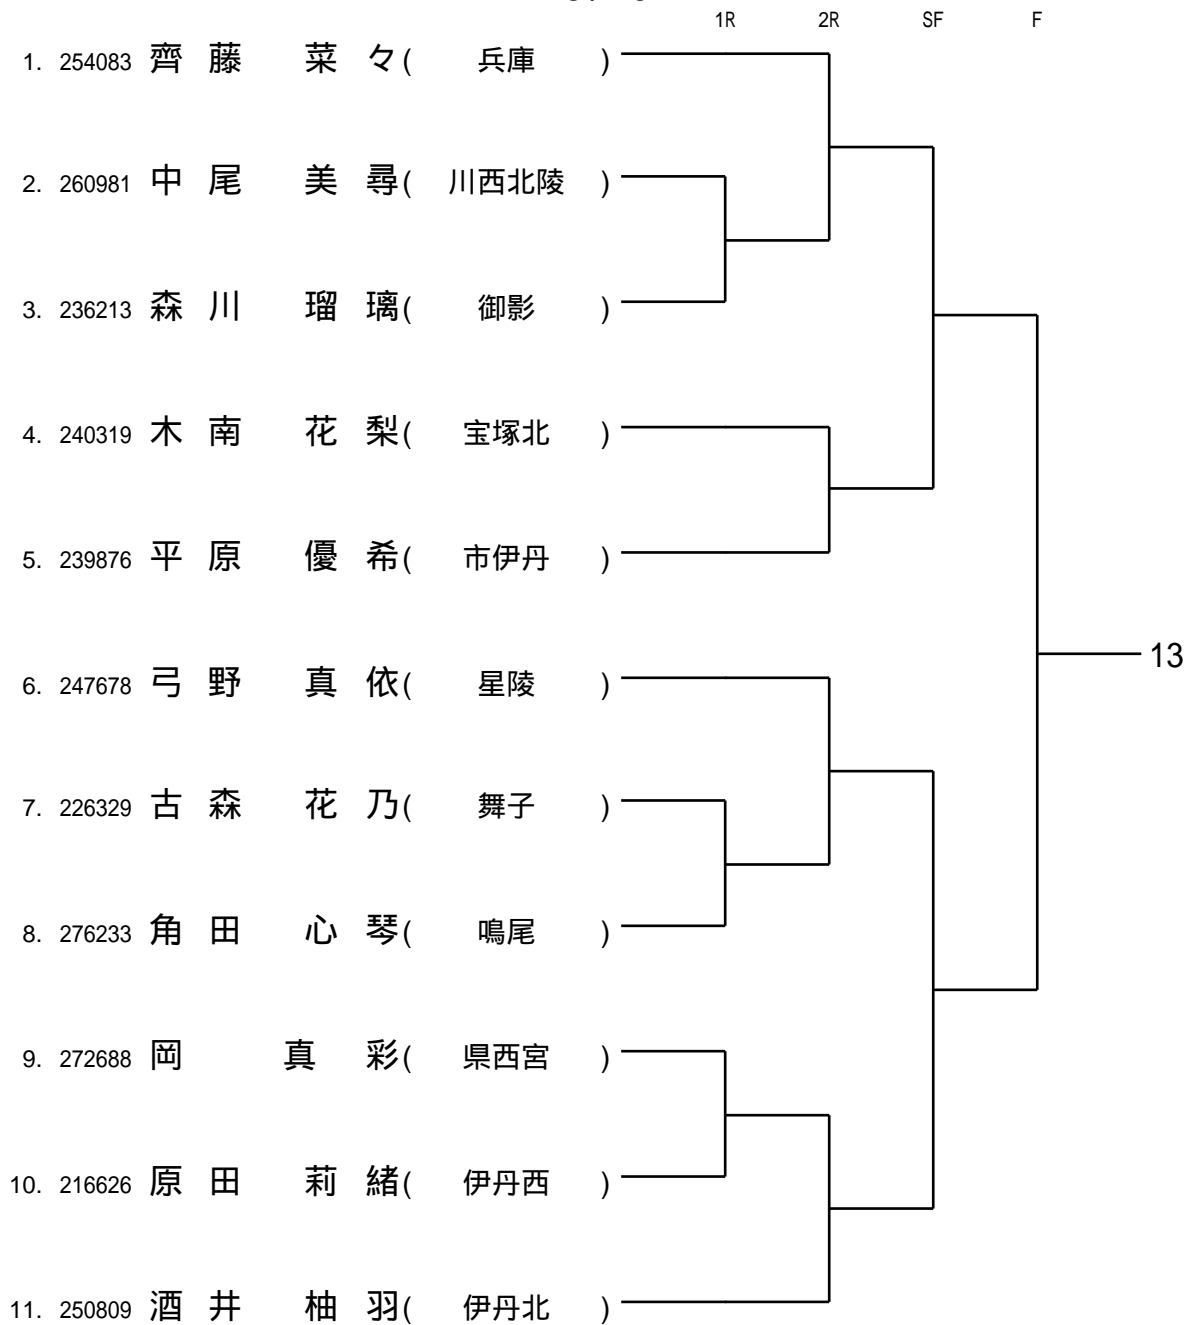 1R 2R SF F
1. 254083 齊 藤 菜 々( 兵庫 )
2. 260981 中 尾 美 尋( 川西北陵 )
3. 236213 森 川 瑠 璃( 御影 )
4. 240319 木 南 花 梨( 宝塚北 )
5. 239876 平 原 優 希( 市伊丹 )
13
6. 247678 弓 野 真 依( 星陵 )
7. 226329 古 森 花 乃( 舞子 )
8. 276233 角 田 心 琴( 鳴尾 )
9. 272688 岡 真 彩( 県西宮 )
10. 216626 原 田 莉 緒( 伊丹西 )
11. 250809 酒 井 柚 羽( 伊丹北 )